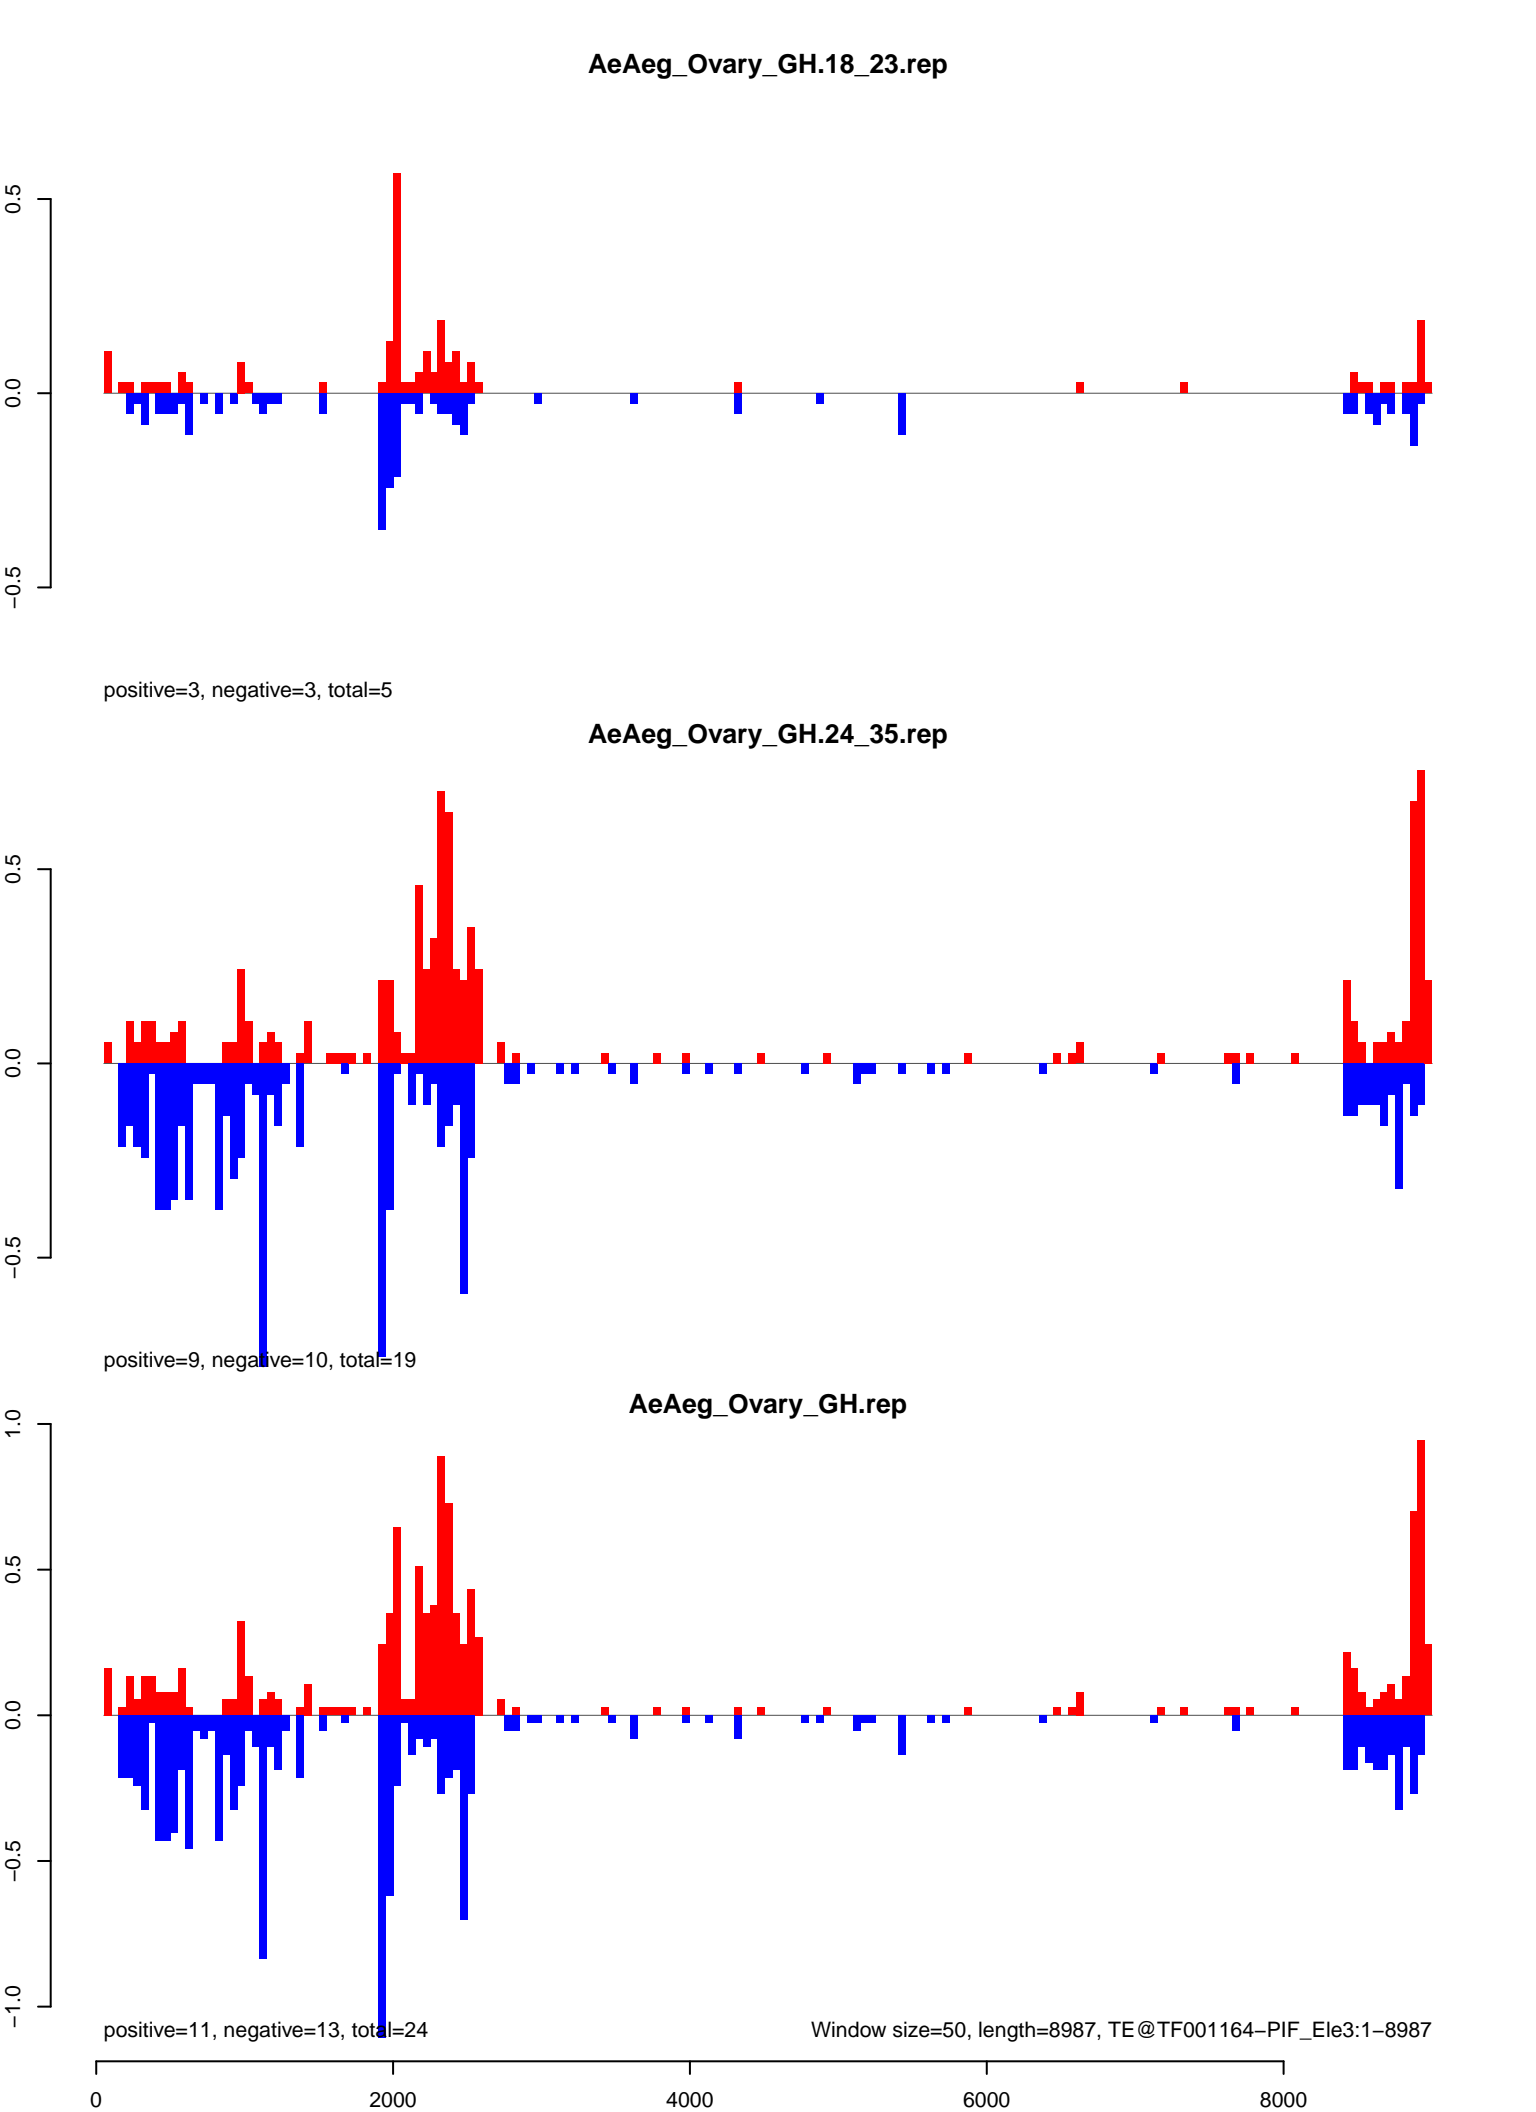 AeAeg_Ovary_GH.18_23.rep
0.5
0.0
−0.5
positive=3, negative=3, total=5
AeAeg_Ovary_GH.24_35.rep
0.5
0.0
−0.5
positive=9, negative=10, total=19
AeAeg_Ovary_GH.rep
1.0
0.5
0.0
−0.5
−1.0
positive=11, negative=13, total=24
Window size=50, length=8987, TE@TF001164−PIF_Ele3:1−8987
0 2000 4000 6000 8000